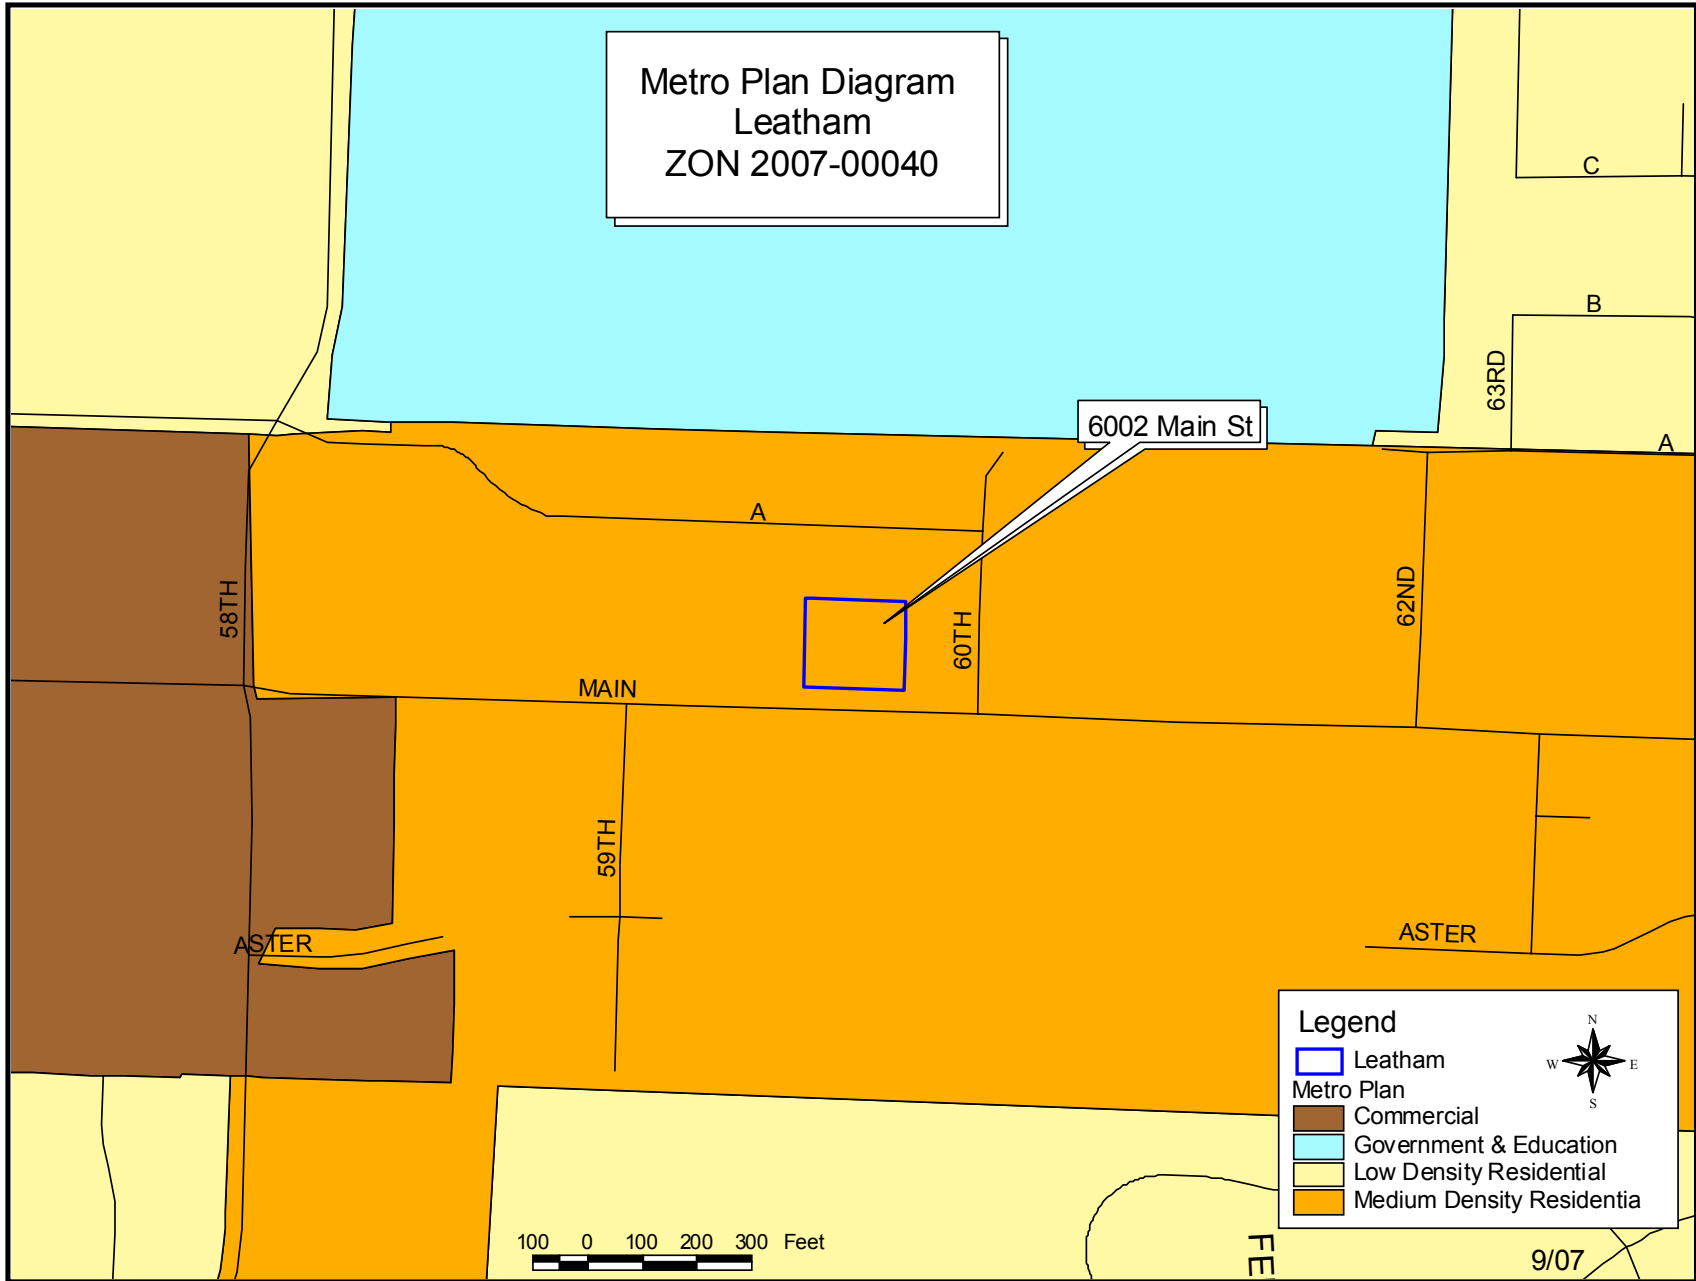 Metro Plan Diagram
Leatham
ZON 2007-00040
C
B
63RD
A
6002 Main St
A
58TH
60TH
62ND
MAIN
59TH
ASTER
ASTER
Legend
N
W
E
S
Leatham
Metro Plan
Commercial
Government & Education
Low Density Residential
Medium Density Residentia
100 0 100 200 300 Feet
FE
9/07